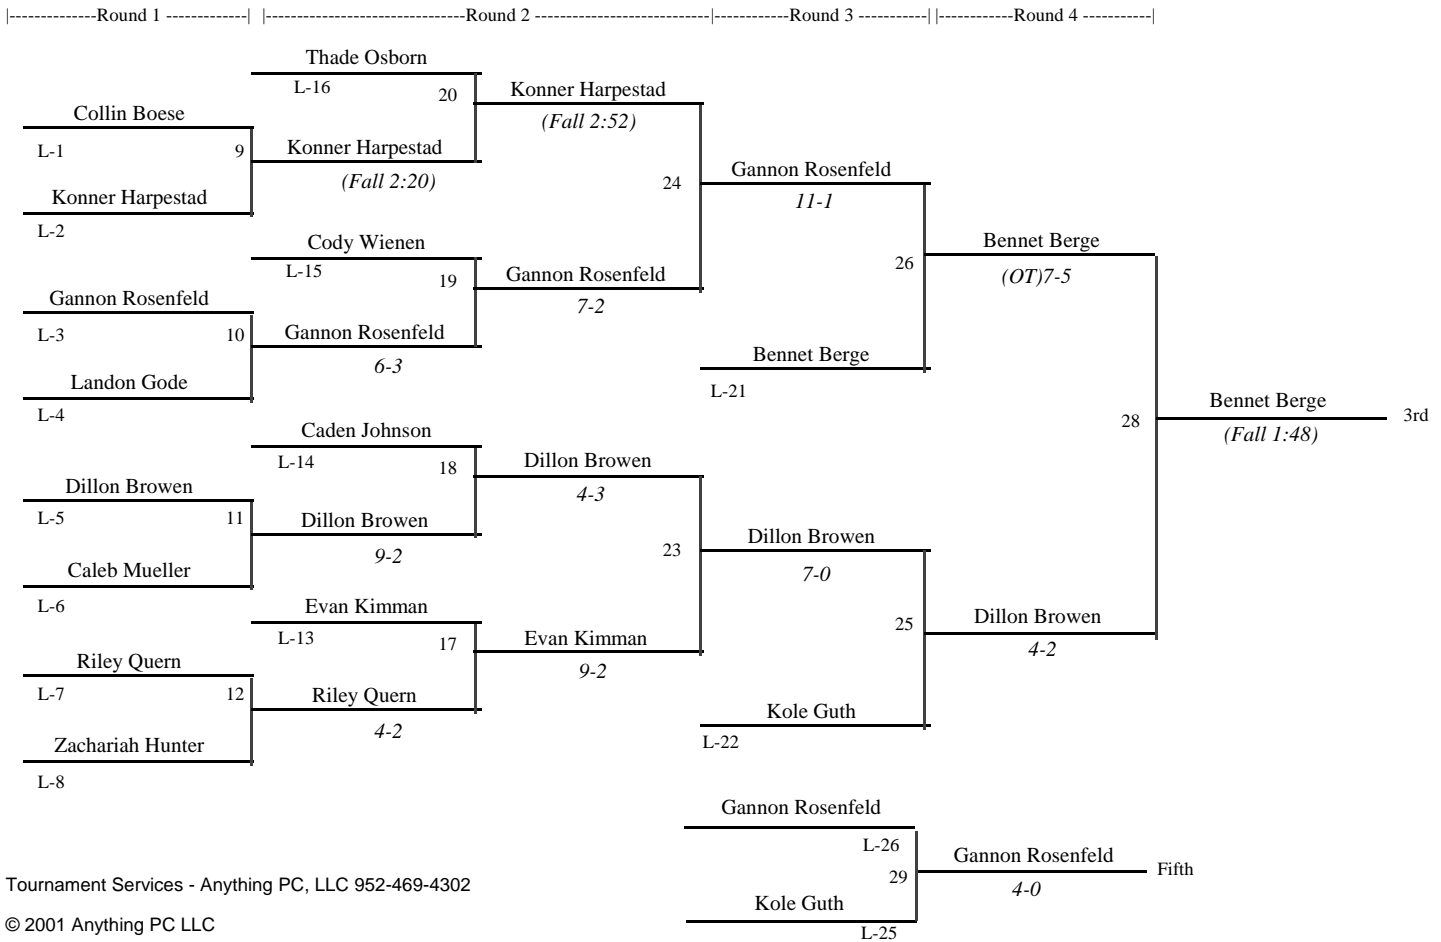 |-------------Round 1 -------------| |-----------------------------Round 2 -------------------------|-----------Round 3 ----------| |-----------Round 4 ----------|
Thade Osborn
L-16
20
Konner Harpestad
(Fall 2:52)
Collin Boese
L-1
9
Konner Harpestad
(Fall 2:20)
Konner Harpestad
L-2
24
Gannon Rosenfeld
11-1
Cody Wienen
L-15
19
Gannon Rosenfeld
7-2
Gannon Rosenfeld
L-3
10
Gannon Rosenfeld
6-3
Landon Gode
L-4
26
Bennet Berge
(OT)7-5
Bennet Berge
L-21
28
Bennet Berge
(Fall 1:48)
3rd
Caden Johnson
L-14
18
Dillon Browen
4-3
Dillon Browen
L-5
11
Dillon Browen
9-2
Caleb Mueller
L-6
23
Dillon Browen
7-0
Evan Kimman
L-13
17
Evan Kimman
9-2
25
Dillon Browen
4-2
Riley Quern
L-7
12
Riley Quern
4-2
Zachariah Hunter
L-8
Kole Guth
L-22
Gannon Rosenfeld
L-26
29
Gannon Rosenfeld
4-0
Fifth
Kole Guth
L-25
Tournament Services - Anything PC, LLC 952-469-4302
© 2001 Anything PC LLC